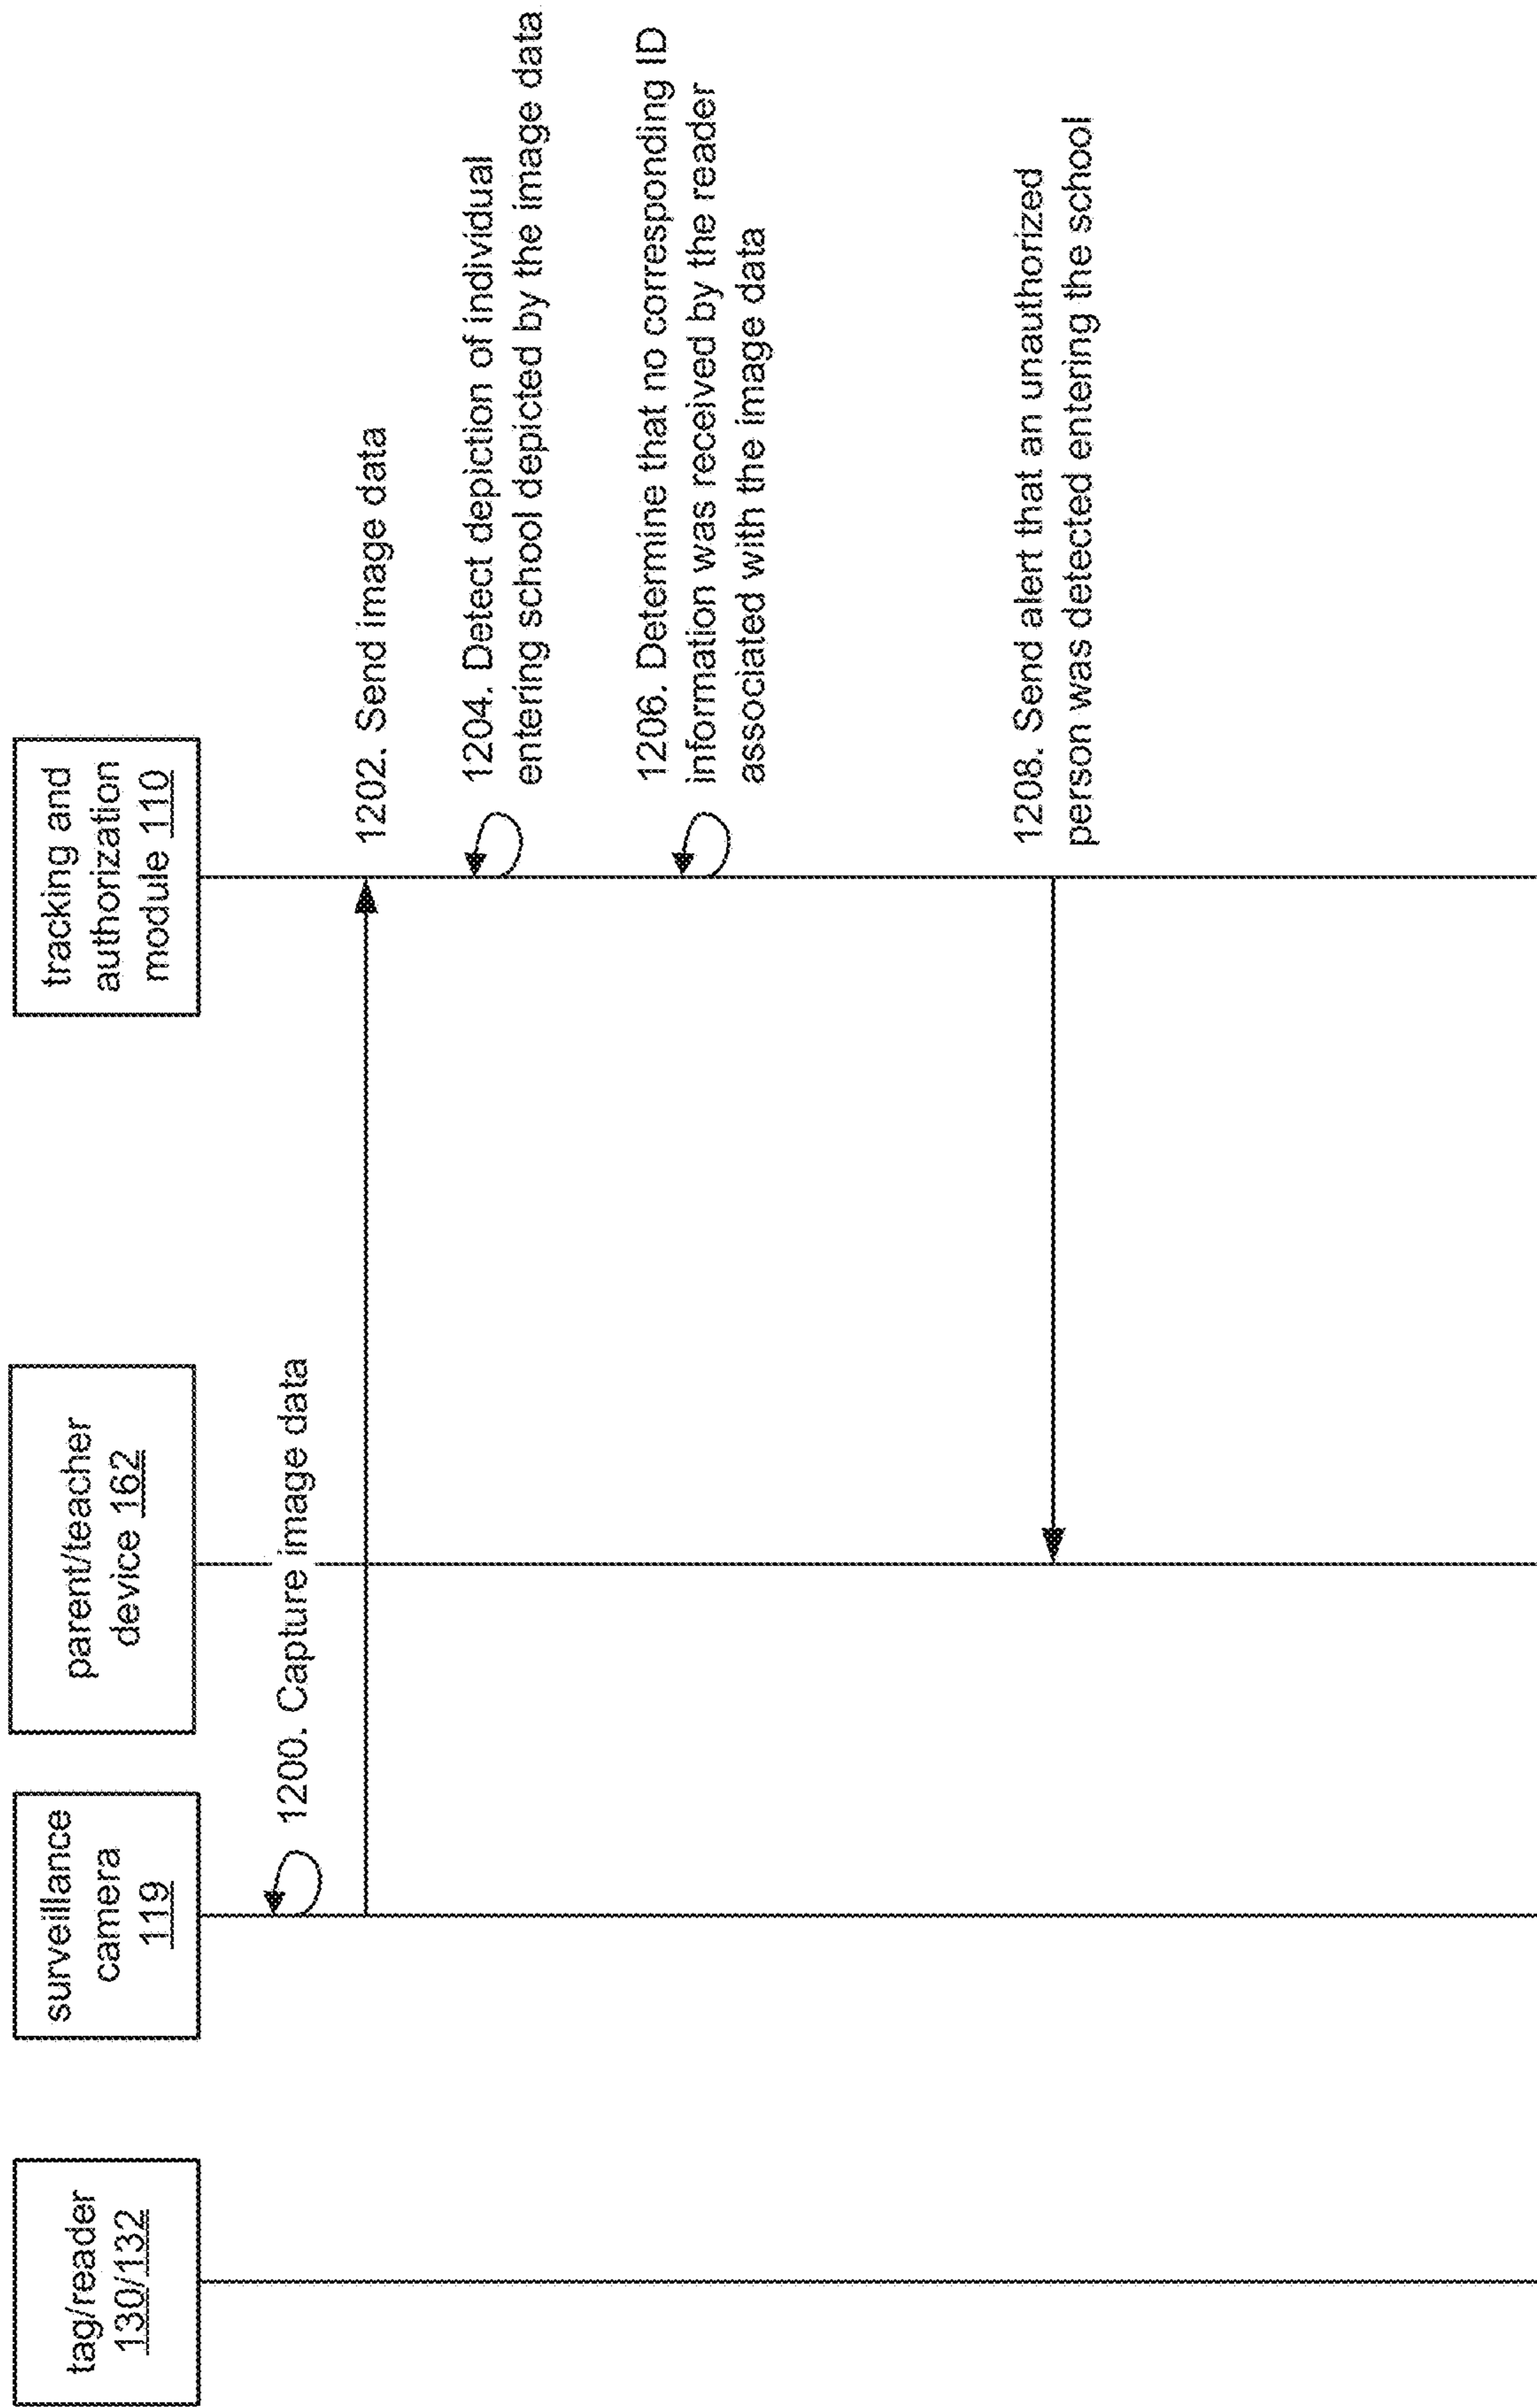 tag/reader
130/132
surveillance
camera
119
parent/teacher
device 162
tracking and
authorization
module 110
1200. Capture image data
1202. Send image data
1204. Detect depiction of individual
entering school depicted by the image data
1206. Determine that no corresponding ID
information was received by the reader
associated with the image data
1208. Send alert that an unauthorized
person was detected entering the school